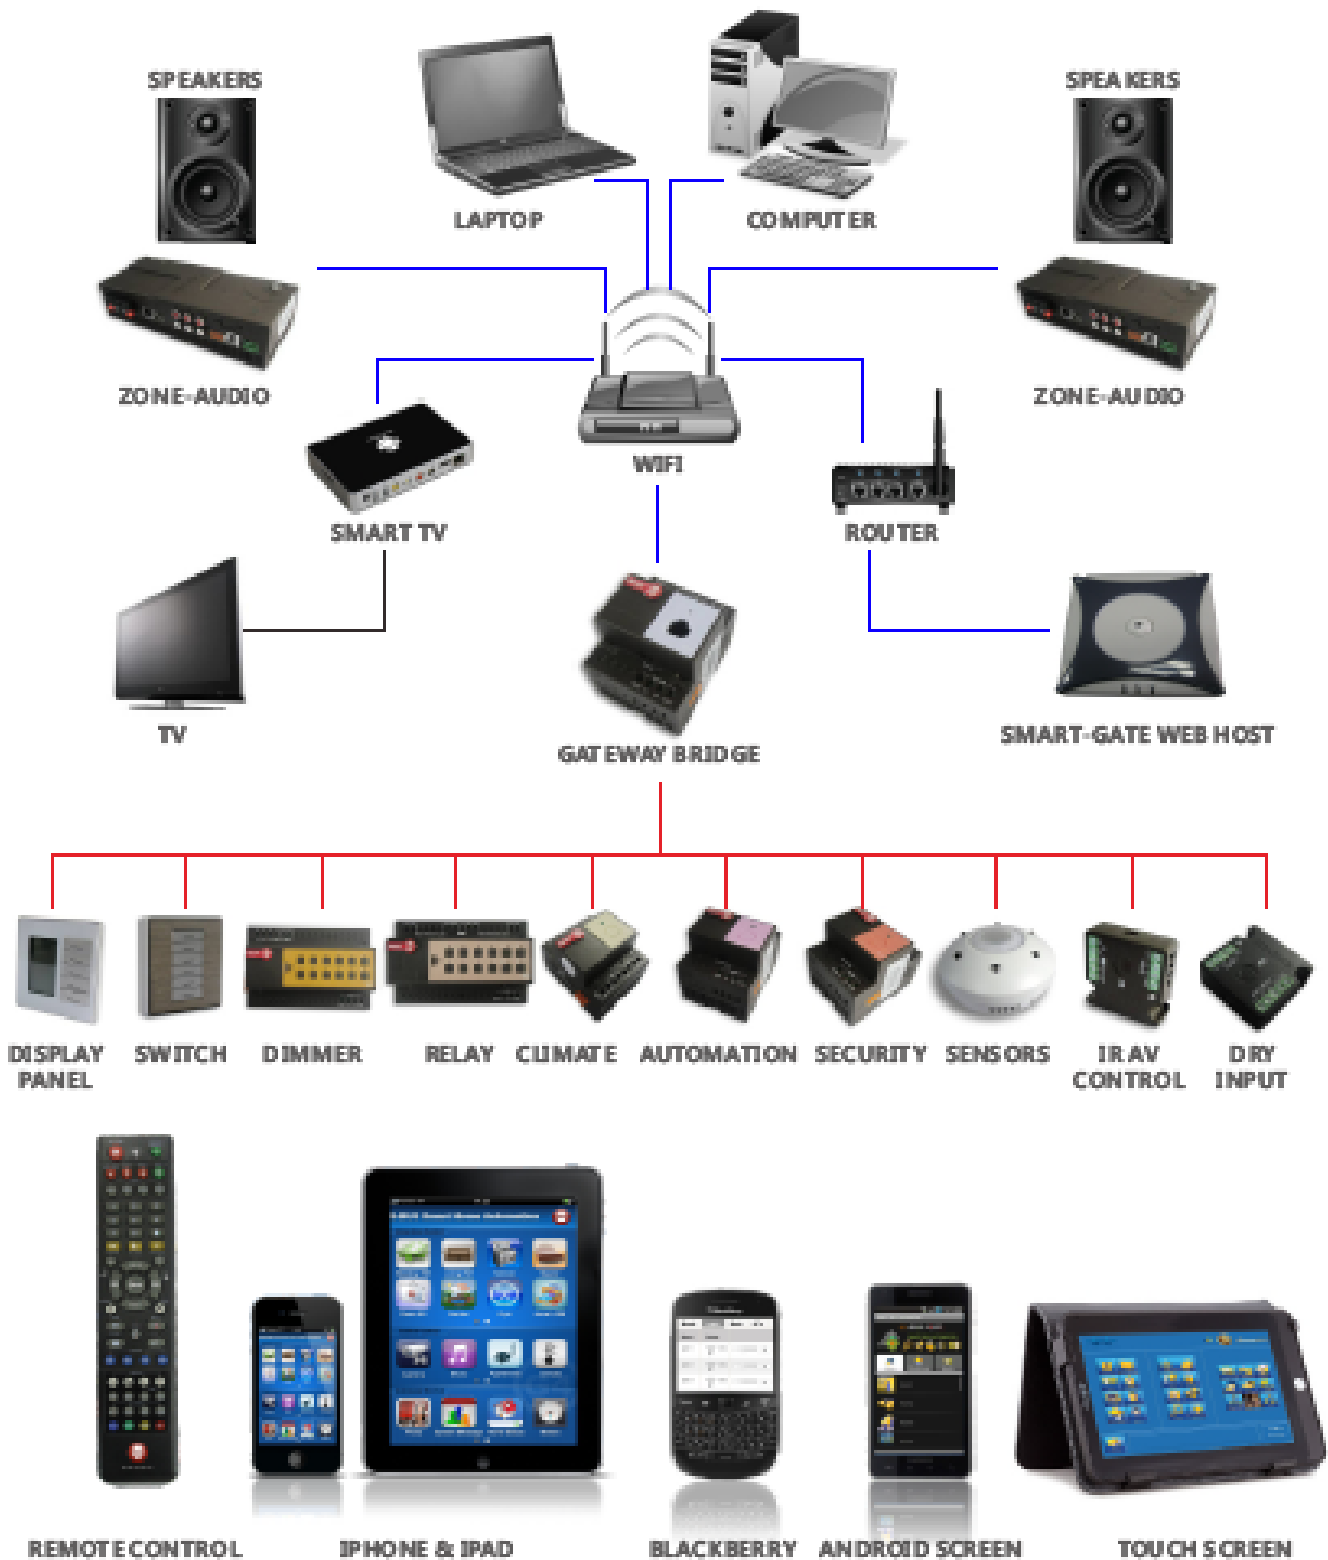 SPEAKERS
SPEAKERS
LAPTOP
COMPUTER
ZONE-AUDIO
ZONE-AUDIO
WIFI
SMART TV
ROUTER
TV
SMART-GATE WEB HOST
GATEWAY BRIDGE
DISPLAY
PANEL
SWITCH
DIMMER
RELAY
CLIMATE
AUTOMATION
SECURITY
SENSORS
IR AV
CONTROL
DRY
INPUT
REMOTE CONTROL
IPHONE & IPAD
BLACKBERRY
ANDROID SCREEN
TOUCH SCREEN